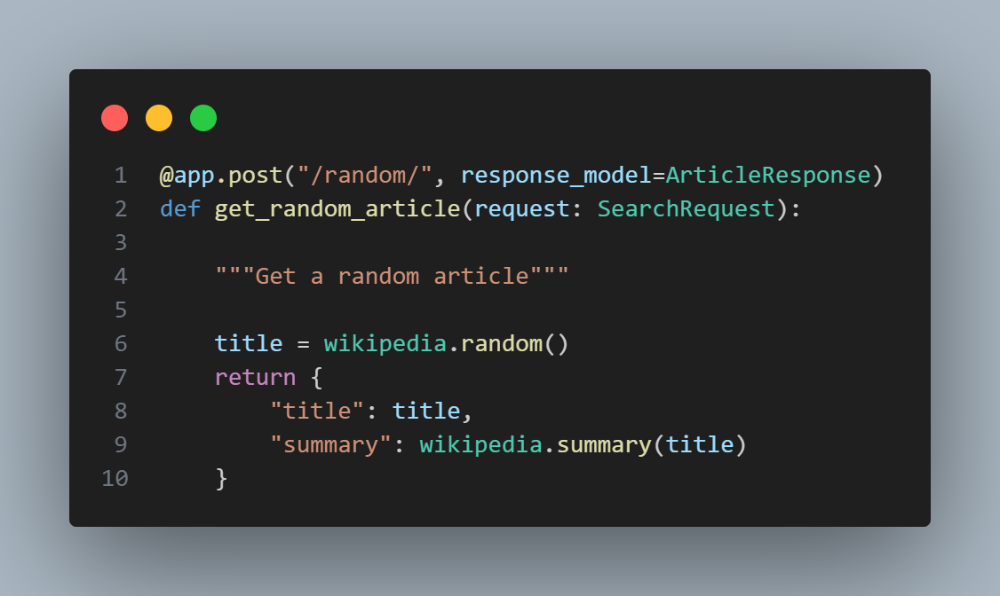 1 @app.post("/random/", response_model=ArticleResponse)
2 def get_random_article(request: SearchRequest):
3
4     """Get a random article"""
5
6     title = wikipedia.random()
7     return {
8         "title": title,
9         "summary": wikipedia.summary(title)
10     }